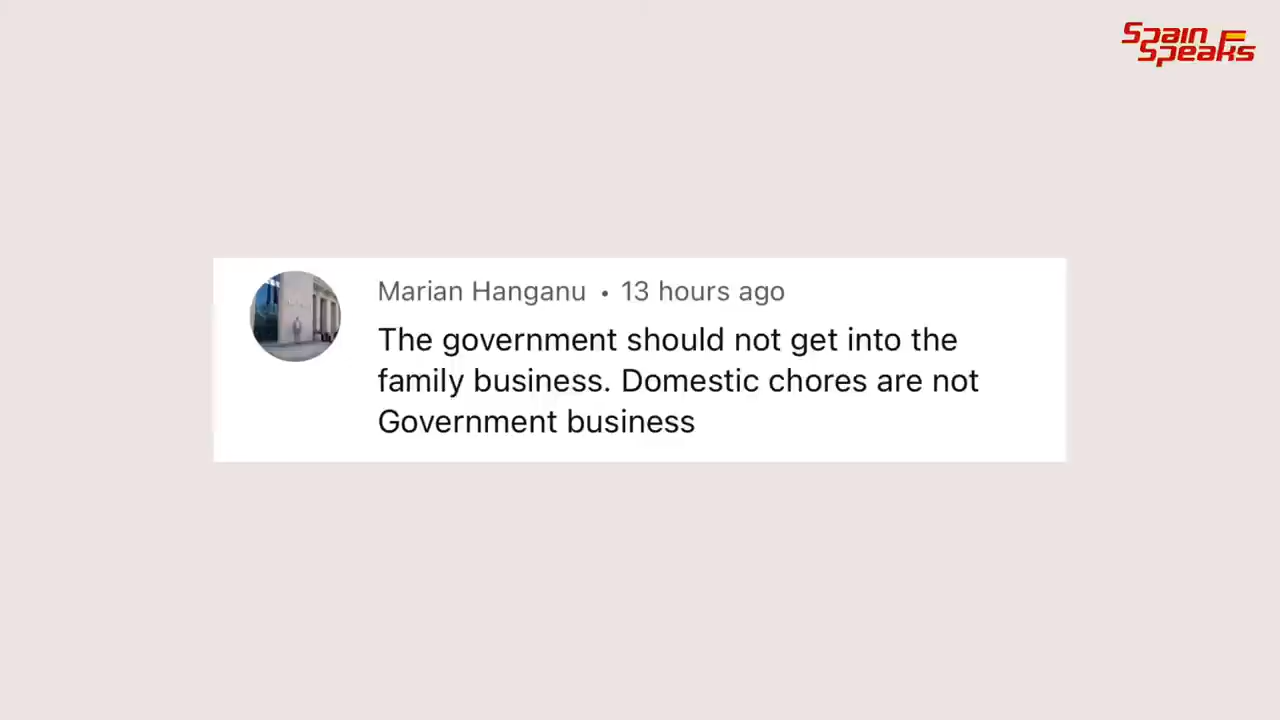 Spain
Speaks
Marian Hanganu • 13 hours ago
The government should not get into the
family business. Domestic chores are not
Government business